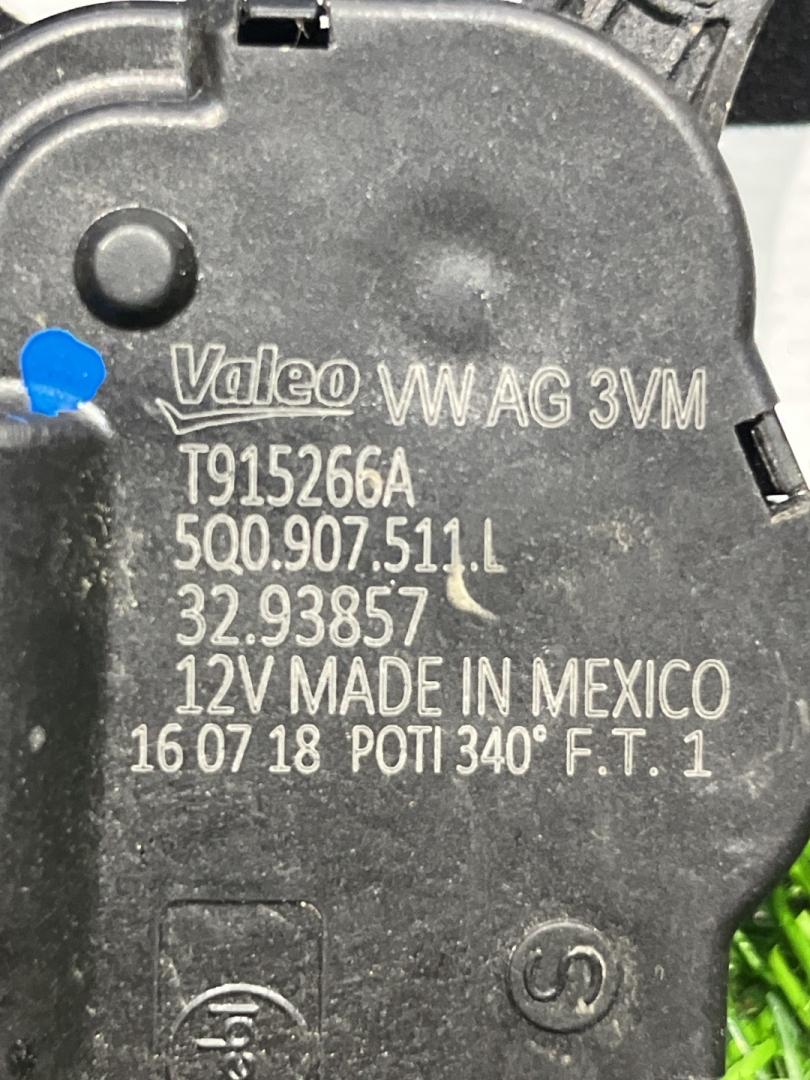 Valeo VW AG 3VM
T915266A
5Q0.907.511.L
32.93857
12V MADE IN MEXICO
16 07 18 POTI 340° F.T. 1
S